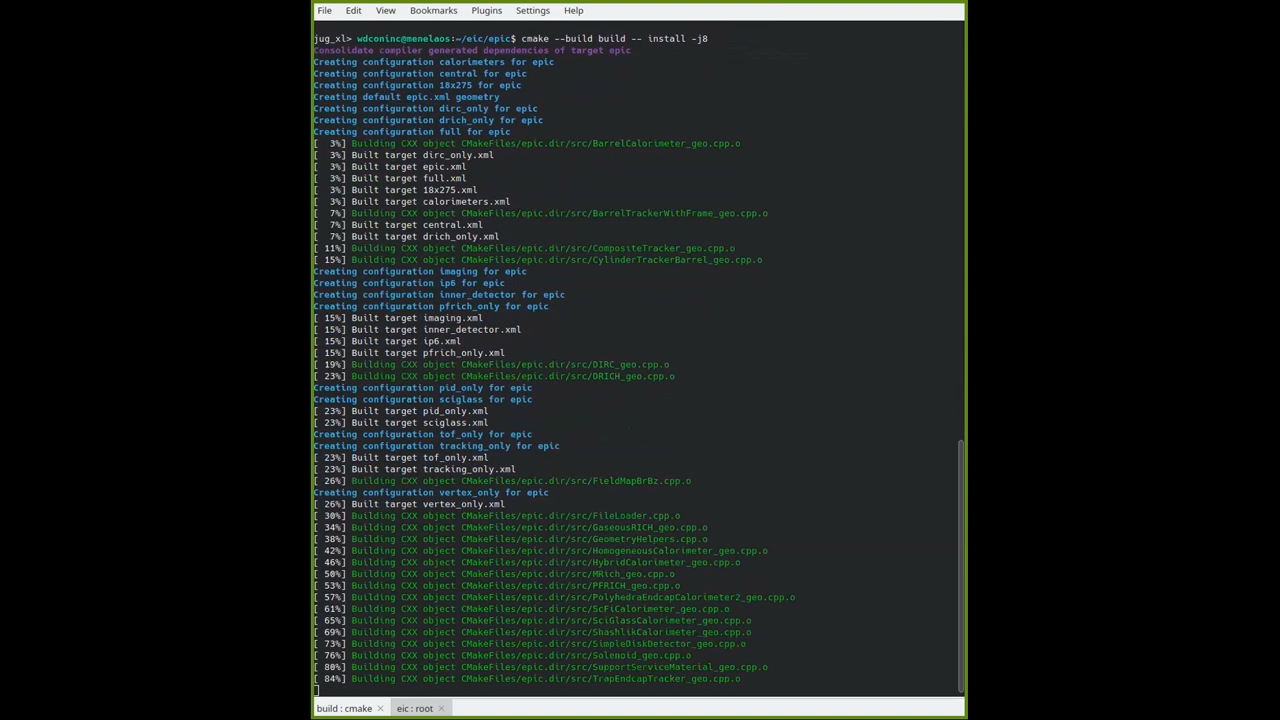 File Edit View Bookmarks Plugins Settings Help
jug_xl> wdconinc@menelaos:~/eic/epic$ cmake --build build -- install -j8
Consolidate compiler generated dependencies of target epic
Creating configuration calorimeters for epic
Creating configuration central for epic
Creating configuration 18x275 for epic
Creating default epic.xml geometry
Creating configuration dirc_only for epic
Creating configuration drich_only for epic
Creating configuration full for epic
[  3%] Building CXX object CMakeFiles/epic.dir/src/BarrelCalorimeter_geo.cpp.o
[  3%] Built target dirc_only.xml
[  3%] Built target epic.xml
[  3%] Built target full.xml
[  3%] Built target 18x275.xml
[  3%] Built target calorimeters.xml
[  7%] Building CXX object CMakeFiles/epic.dir/src/BarrelTrackerWithFrame_geo.cpp.o
[  7%] Built target central.xml
[  7%] Built target drich_only.xml
[ 11%] Building CXX object CMakeFiles/epic.dir/src/CompositeTracker_geo.cpp.o
[ 15%] Building CXX object CMakeFiles/epic.dir/src/CylinderTrackerBarrel_geo.cpp.o
Creating configuration imaging for epic
Creating configuration ip6 for epic
Creating configuration inner_detector for epic
Creating configuration pfrich_only for epic
[ 15%] Built target imaging.xml
[ 15%] Built target inner_detector.xml
[ 15%] Built target ip6.xml
[ 15%] Built target pfrich_only.xml
[ 19%] Building CXX object CMakeFiles/epic.dir/src/DIRC_geo.cpp.o
[ 23%] Building CXX object CMakeFiles/epic.dir/src/DRICH_geo.cpp.o
Creating configuration pid_only for epic
Creating configuration sciglass for epic
[ 23%] Built target pid_only.xml
[ 23%] Built target sciglass.xml
Creating configuration tof_only for epic
Creating configuration tracking_only for epic
[ 23%] Built target tof_only.xml
[ 23%] Built target tracking_only.xml
[ 26%] Building CXX object CMakeFiles/epic.dir/src/FieldMapBrBz.cpp.o
Creating configuration vertex_only for epic
[ 26%] Built target vertex_only.xml
[ 30%] Building CXX object CMakeFiles/epic.dir/src/FileLoader.cpp.o
[ 34%] Building CXX object CMakeFiles/epic.dir/src/GaseousRICH_geo.cpp.o
[ 38%] Building CXX object CMakeFiles/epic.dir/src/GeometryHelpers.cpp.o
[ 42%] Building CXX object CMakeFiles/epic.dir/src/HomogeneousCalorimeter_geo.cpp.o
[ 46%] Building CXX object CMakeFiles/epic.dir/src/HybridCalorimeter_geo.cpp.o
[ 50%] Building CXX object CMakeFiles/epic.dir/src/MRich_geo.cpp.o
[ 53%] Building CXX object CMakeFiles/epic.dir/src/PFRICH_geo.cpp.o
[ 57%] Building CXX object CMakeFiles/epic.dir/src/PolyhedraEndcapCalorimeter2_geo.cpp.o
[ 61%] Building CXX object CMakeFiles/epic.dir/src/ScFiCalorimeter_geo.cpp.o
[ 65%] Building CXX object CMakeFiles/epic.dir/src/SciGlassCalorimeter_geo.cpp.o
[ 69%] Building CXX object CMakeFiles/epic.dir/src/ShashlikCalorimeter_geo.cpp.o
[ 73%] Building CXX object CMakeFiles/epic.dir/src/SimpleDiskDetector_geo.cpp.o
[ 76%] Building CXX object CMakeFiles/epic.dir/src/Solenoid_geo.cpp.o
[ 80%] Building CXX object CMakeFiles/epic.dir/src/SupportServiceMaterial_geo.cpp.o
[ 84%] Building CXX object CMakeFiles/epic.dir/src/TrapEndcapTracker_geo.cpp.o
build : cmake eic : root